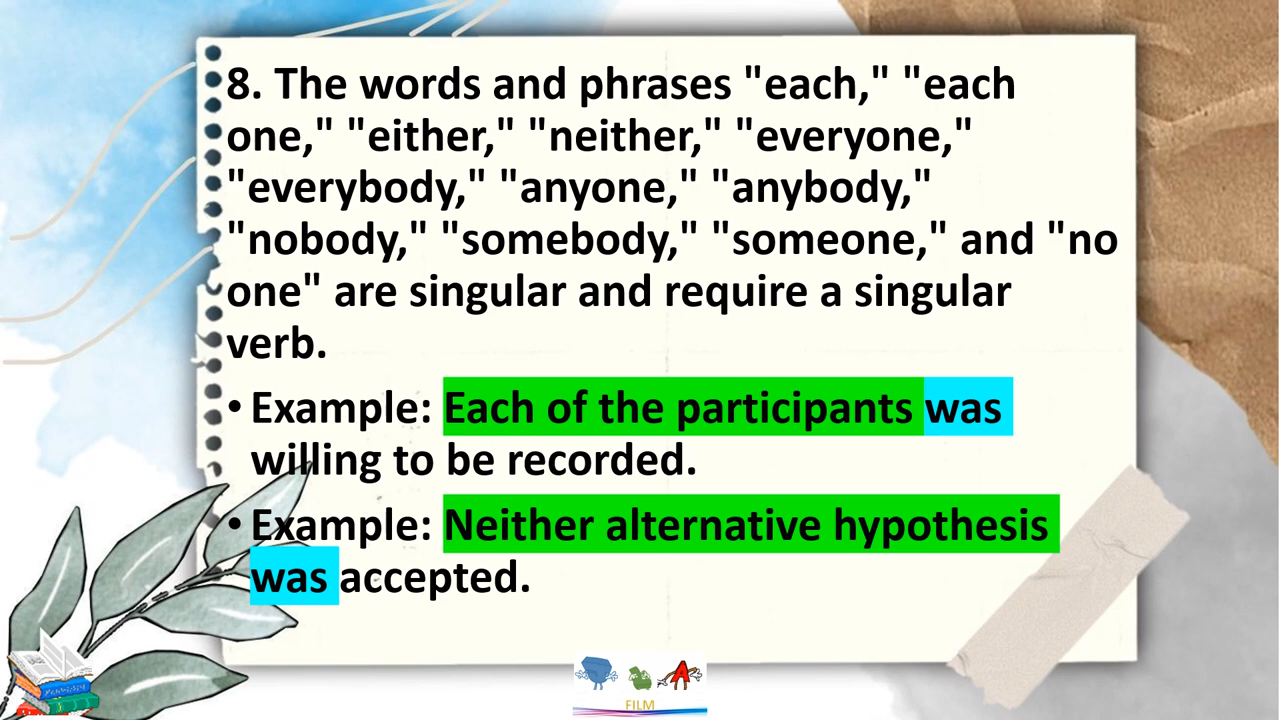 8. The words and phrases "each," "each
one," "either," "neither," "everyone,"
"everybody," "anyone," "anybody,"
"nobody," "somebody," "someone," and "no
one" are singular and require a singular
verb.
• Example: Each of the participants was
willing to be recorded.
• Example: Neither alternative hypothesis
was accepted.
FILM